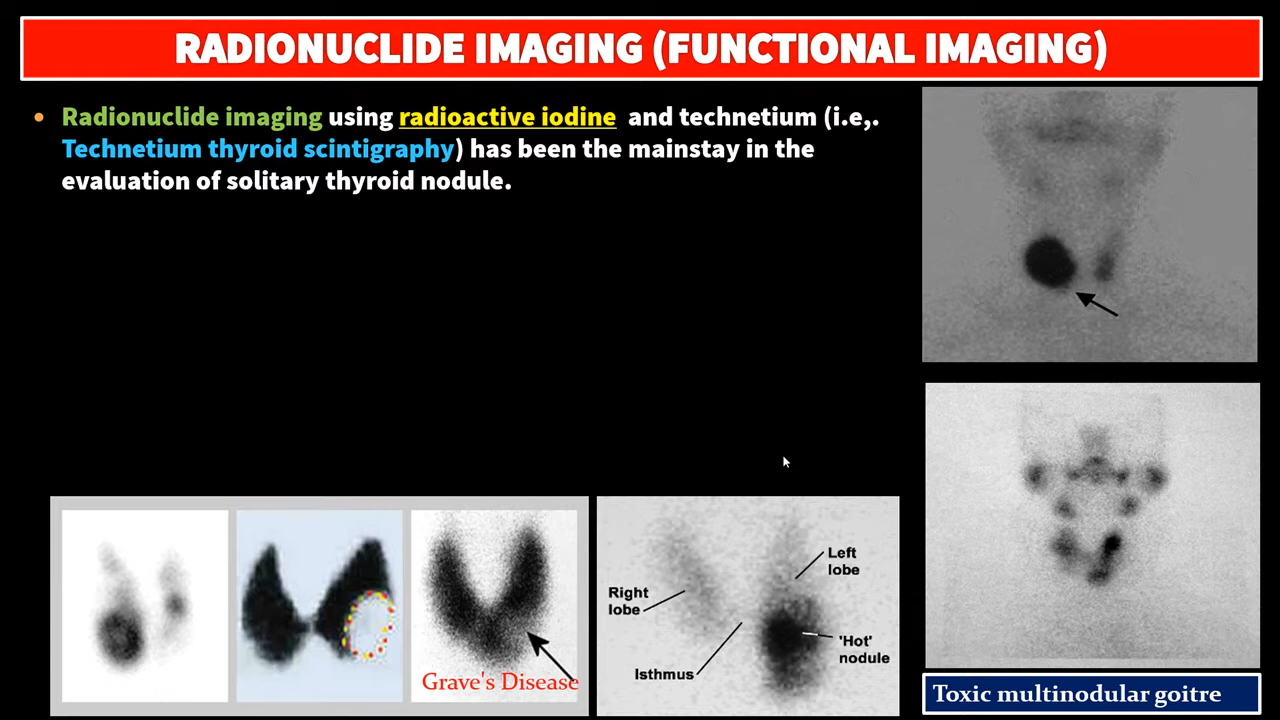 RADIONUCLIDE IMAGING (FUNCTIONAL IMAGING)
• Radionuclide imaging using radioactive iodine and technetium (i.e,.
Technetium thyroid scintigraphy) has been the mainstay in the
evaluation of solitary thyroid nodule.
Grave's Disease
Left
lobe
Right
lobe
'Hot'
nodule
Isthmus
Toxic multinodular goitre